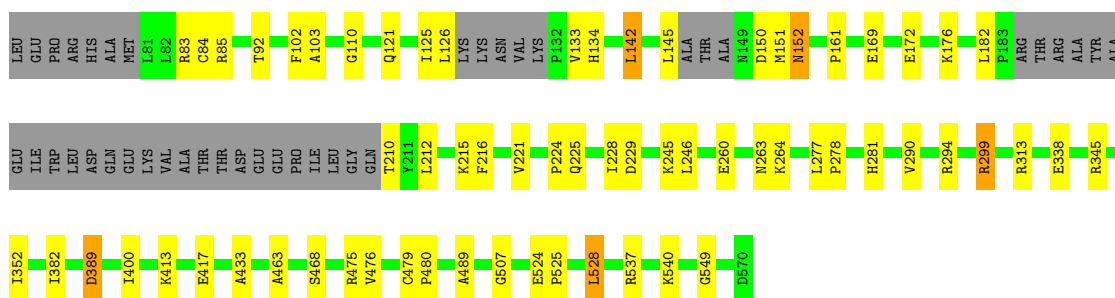 LEU GLU PRO ARG HIS ALA MET L81 L82 R83 C84 R85 T92 F102 A103 G110 Q121 I125 L126 LYS LYS ASN VAL LYS P132 V133 H134 L142 L145 ALA THR ALA N149 D150 M151 N152 P161 E169 E172 K176 L182 P183 ARG THR ARG ALA TYR ALA
GLU ILE TRP LEU ASP GLN GLU LYS VAL ALA THR THR ASP GLU GLU PRO ILE LEU GLY GLN T210 Y211 L212 K215 F216 V221 P224 Q225 I228 D229 K245 L246 E260 N263 K264 L277 P278 H281 V290 R294 R299 R313 E338 R345
I352 I382 D389 I400 K413 E417 A433 A463 S468 R475 V476 C479 P480 A489 G507 E524 P525 L528 R537 K540 G549 D570